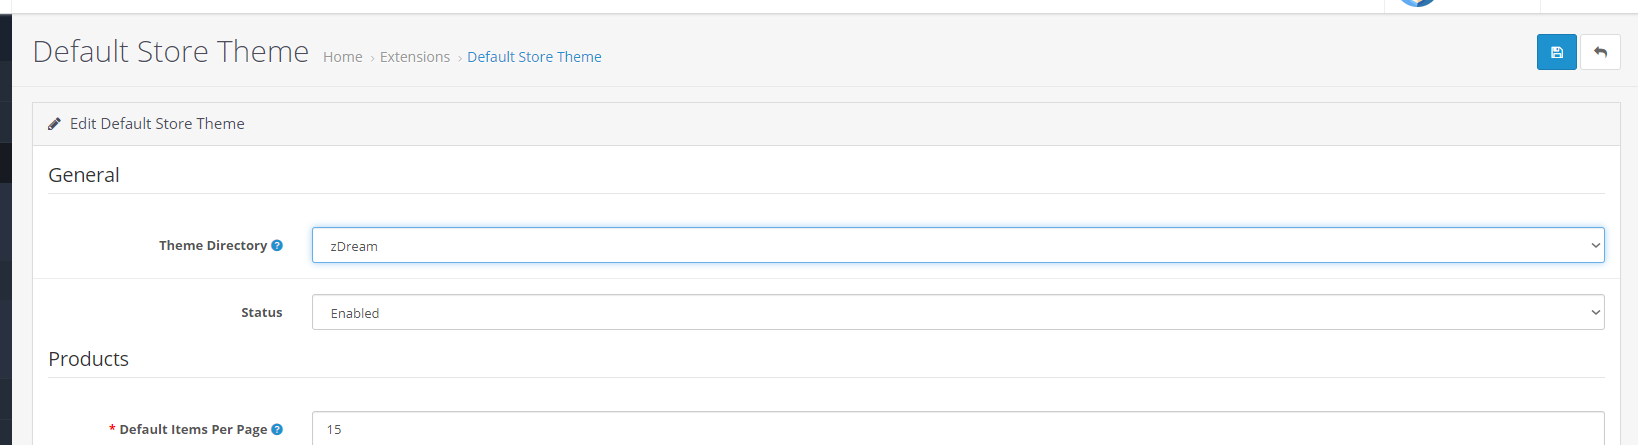 Default Store Theme Home › Extensions › Default Store Theme
Edit Default Store Theme
General
Theme Directory ?
zDream
Status
Enabled
Products
* Default Items Per Page ?
15